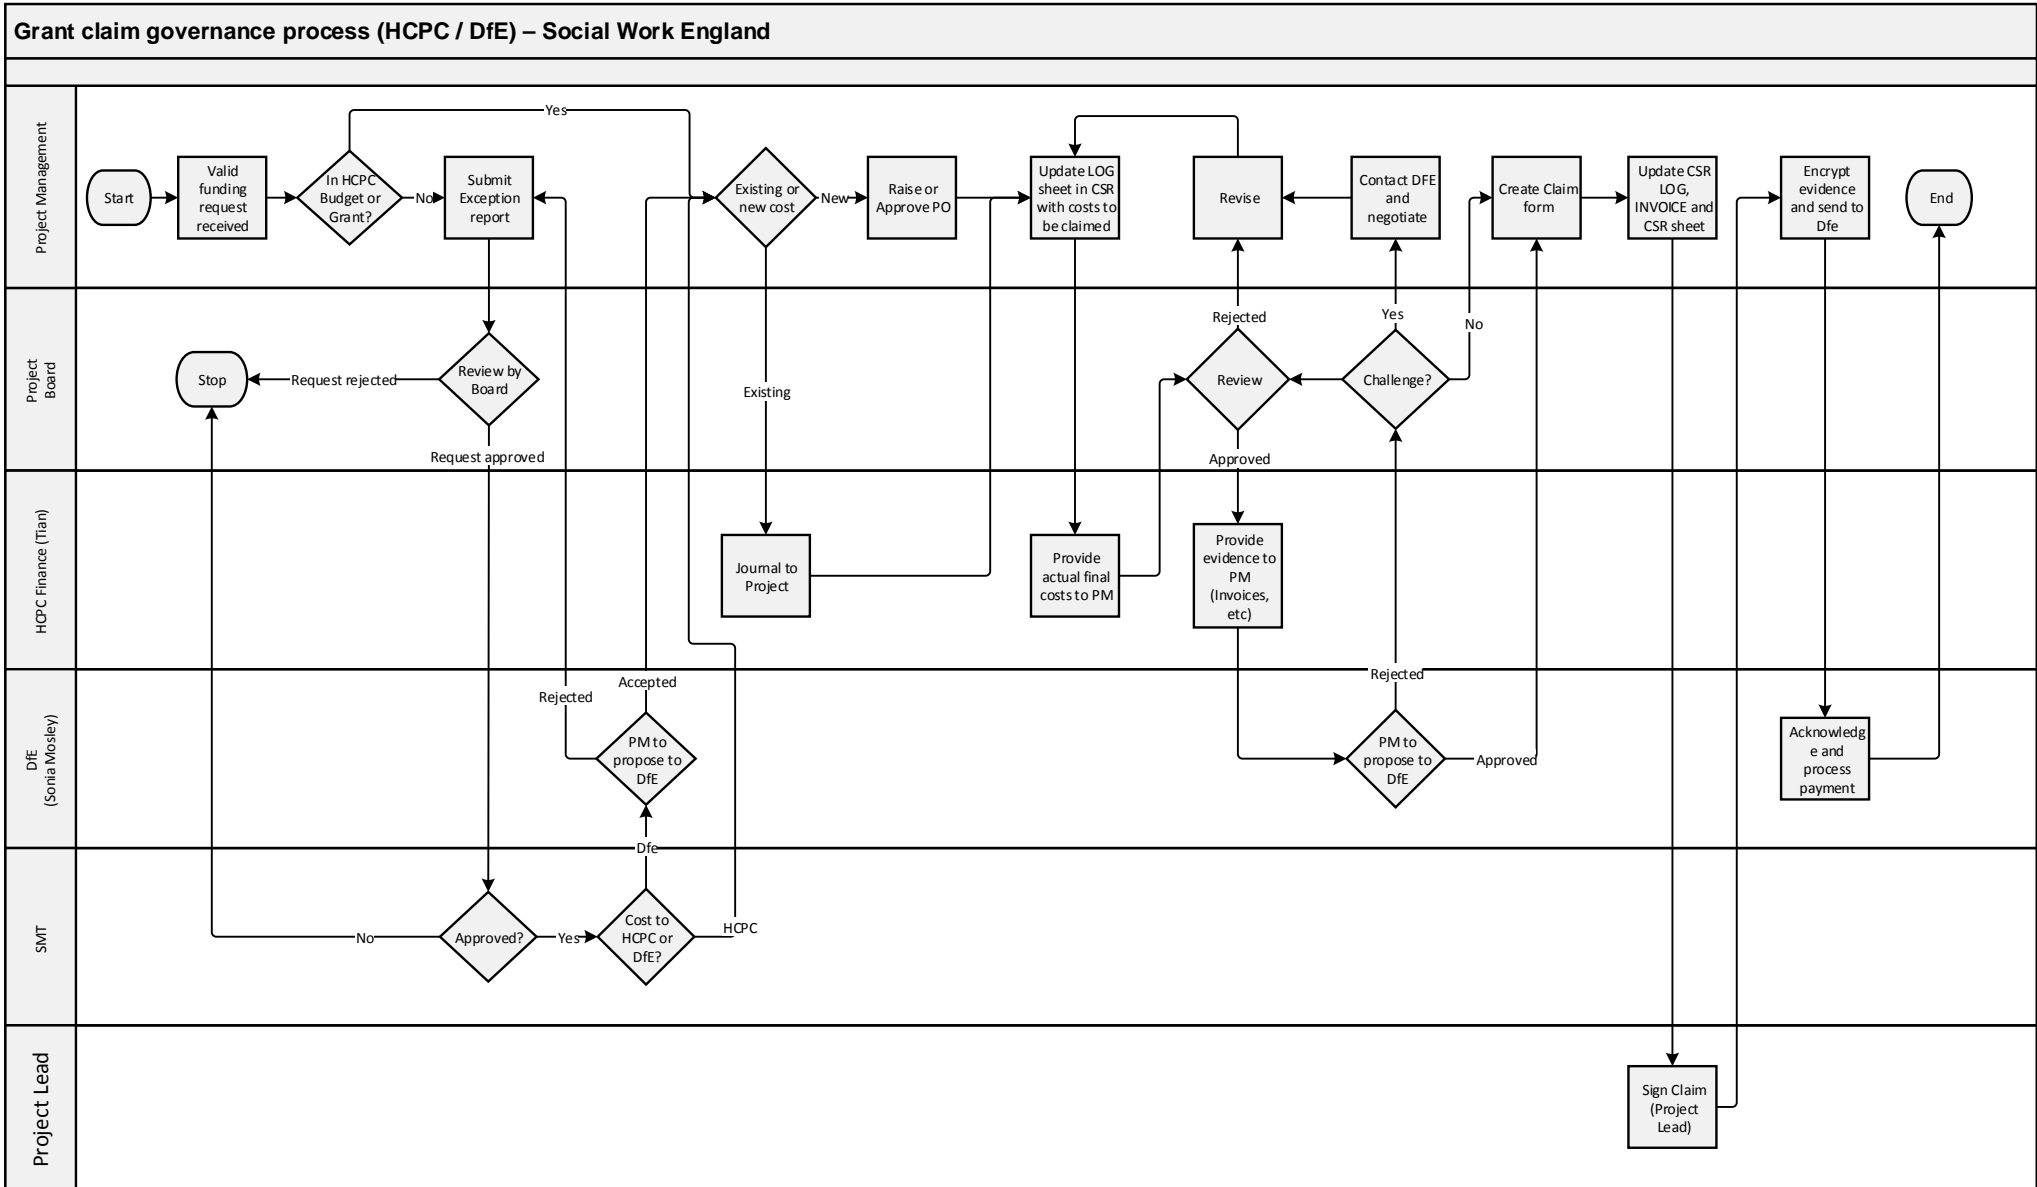 Grant claim governance process (HCPC / DfE) – Social Work England
Project Management
Start
Valid
funding
request
received
In HCPC
Budget or
Grant?
Yes
No
Submit
Exception
report
Existing or
new cost
New
Raise or
Approve PO
Update LOG
sheet in CSR
with costs to
be claimed
Revise
Contact DFE
and
negotiate
Create Claim
form
Update CSR
LOG,
INVOICE and
CSR sheet
Encrypt
evidence
and send to
Dfe
End
Project
Board
Stop
Request rejected
Review by
Board
Request approved
Existing
Rejected
Review
Approved
Yes
Challenge?
No
HCPC Finance (Tian)
Journal to
Project
Provide
actual final
costs to PM
Provide
evidence to
PM
(Invoices,
etc)
DfE
(Sonia Mosley)
Rejected
Accepted
PM to
propose to
DfE
Dfe
Rejected
PM to
propose to
DfE
Approved
Acknowledg
e and
process
payment
SMT
No
Approved?
Yes
Cost to
HCPC or
DfE?
HCPC
Project Lead
Sign Claim
(Project
Lead)